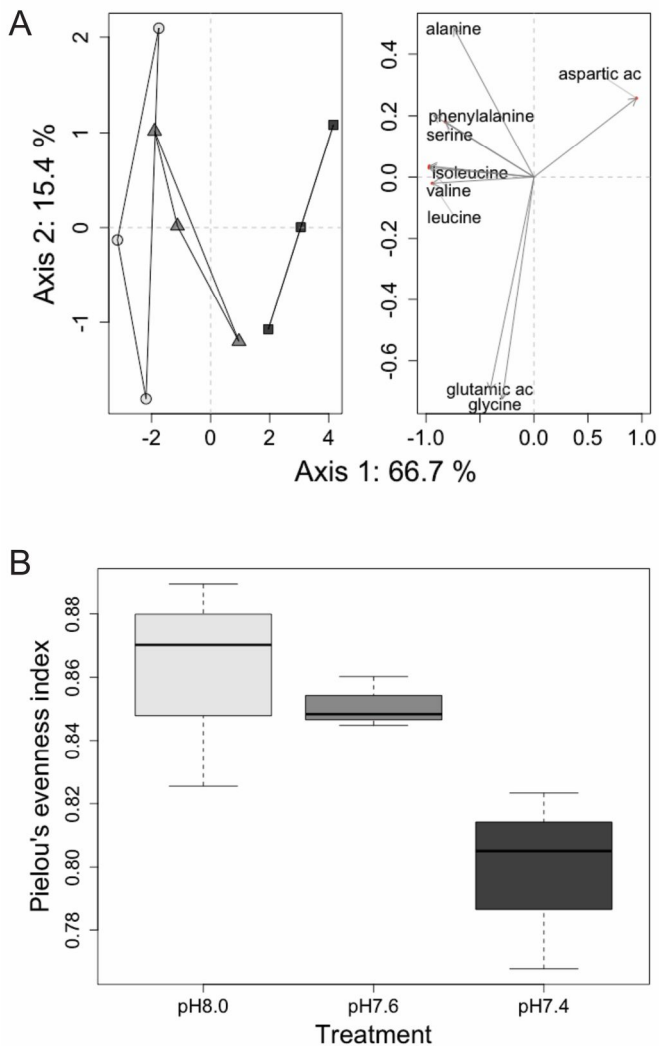 A
Axis 2: 15.4 %
2
1
0
-1
-2
0
2
4
0.4
0.2
0.0
-0.2
-0.4
-0.6
-1.0
0.0
0.5
1.0
alanine
aspartic ac
phenylalanine
serine
isoleucine
valine
leucine
glutamic ac
glycine
Axis 1: 66.7 %
B
Pielou's evenness index
0.88
0.86
0.84
0.82
0.80
0.78
pH8.0
pH7.6
pH7.4
Treatment